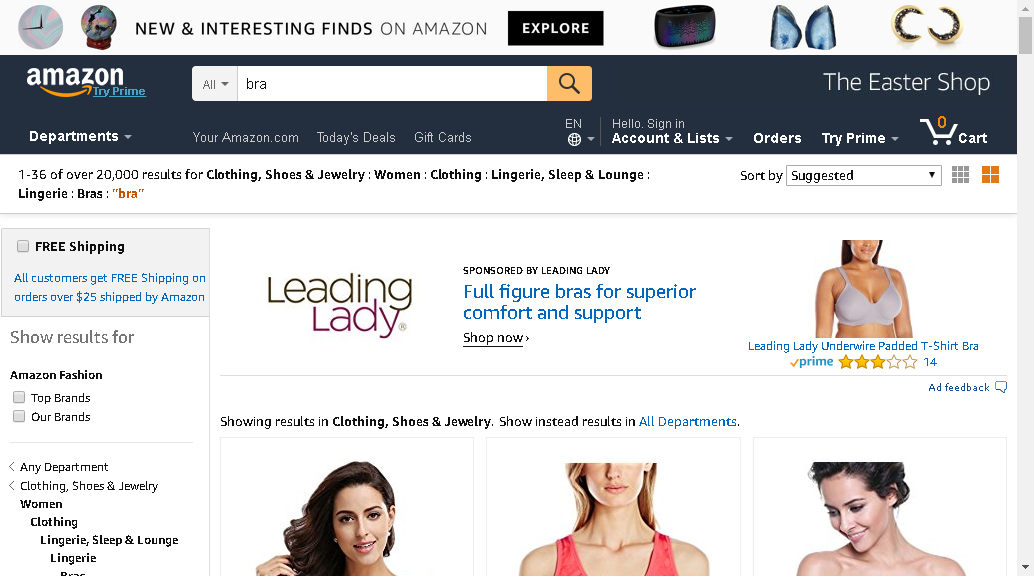 NEW & INTERESTING FINDS ON AMAZON EXPLORE
amazon
Try Prime
All
bra
The Easter Shop
Departments
Your Amazon.com Today's Deals Gift Cards
EN
Hello. Sign in
Account & Lists
Orders
Try Prime
0
Cart
1-36 of over 20,000 results for Clothing, Shoes & Jewelry : Women : Clothing : Lingerie, Sleep & Lounge :
Lingerie : Bras : "bra"
Sort by Suggested
FREE Shipping
All customers get FREE Shipping on
orders over $25 shipped by Amazon
Show results for
Amazon Fashion
Top Brands
Our Brands
Any Department
Clothing, Shoes & Jewelry
Women
Clothing
Lingerie, Sleep & Lounge
Lingerie
Bras
Leading
Lady®
SPONSORED BY LEADING LADY
Full figure bras for superior
comfort and support
Shop now ›
Leading Lady Underwire Padded T-Shirt Bra
prime 14
Ad feedback
Showing results in Clothing, Shoes & Jewelry. Show instead results in All Departments.